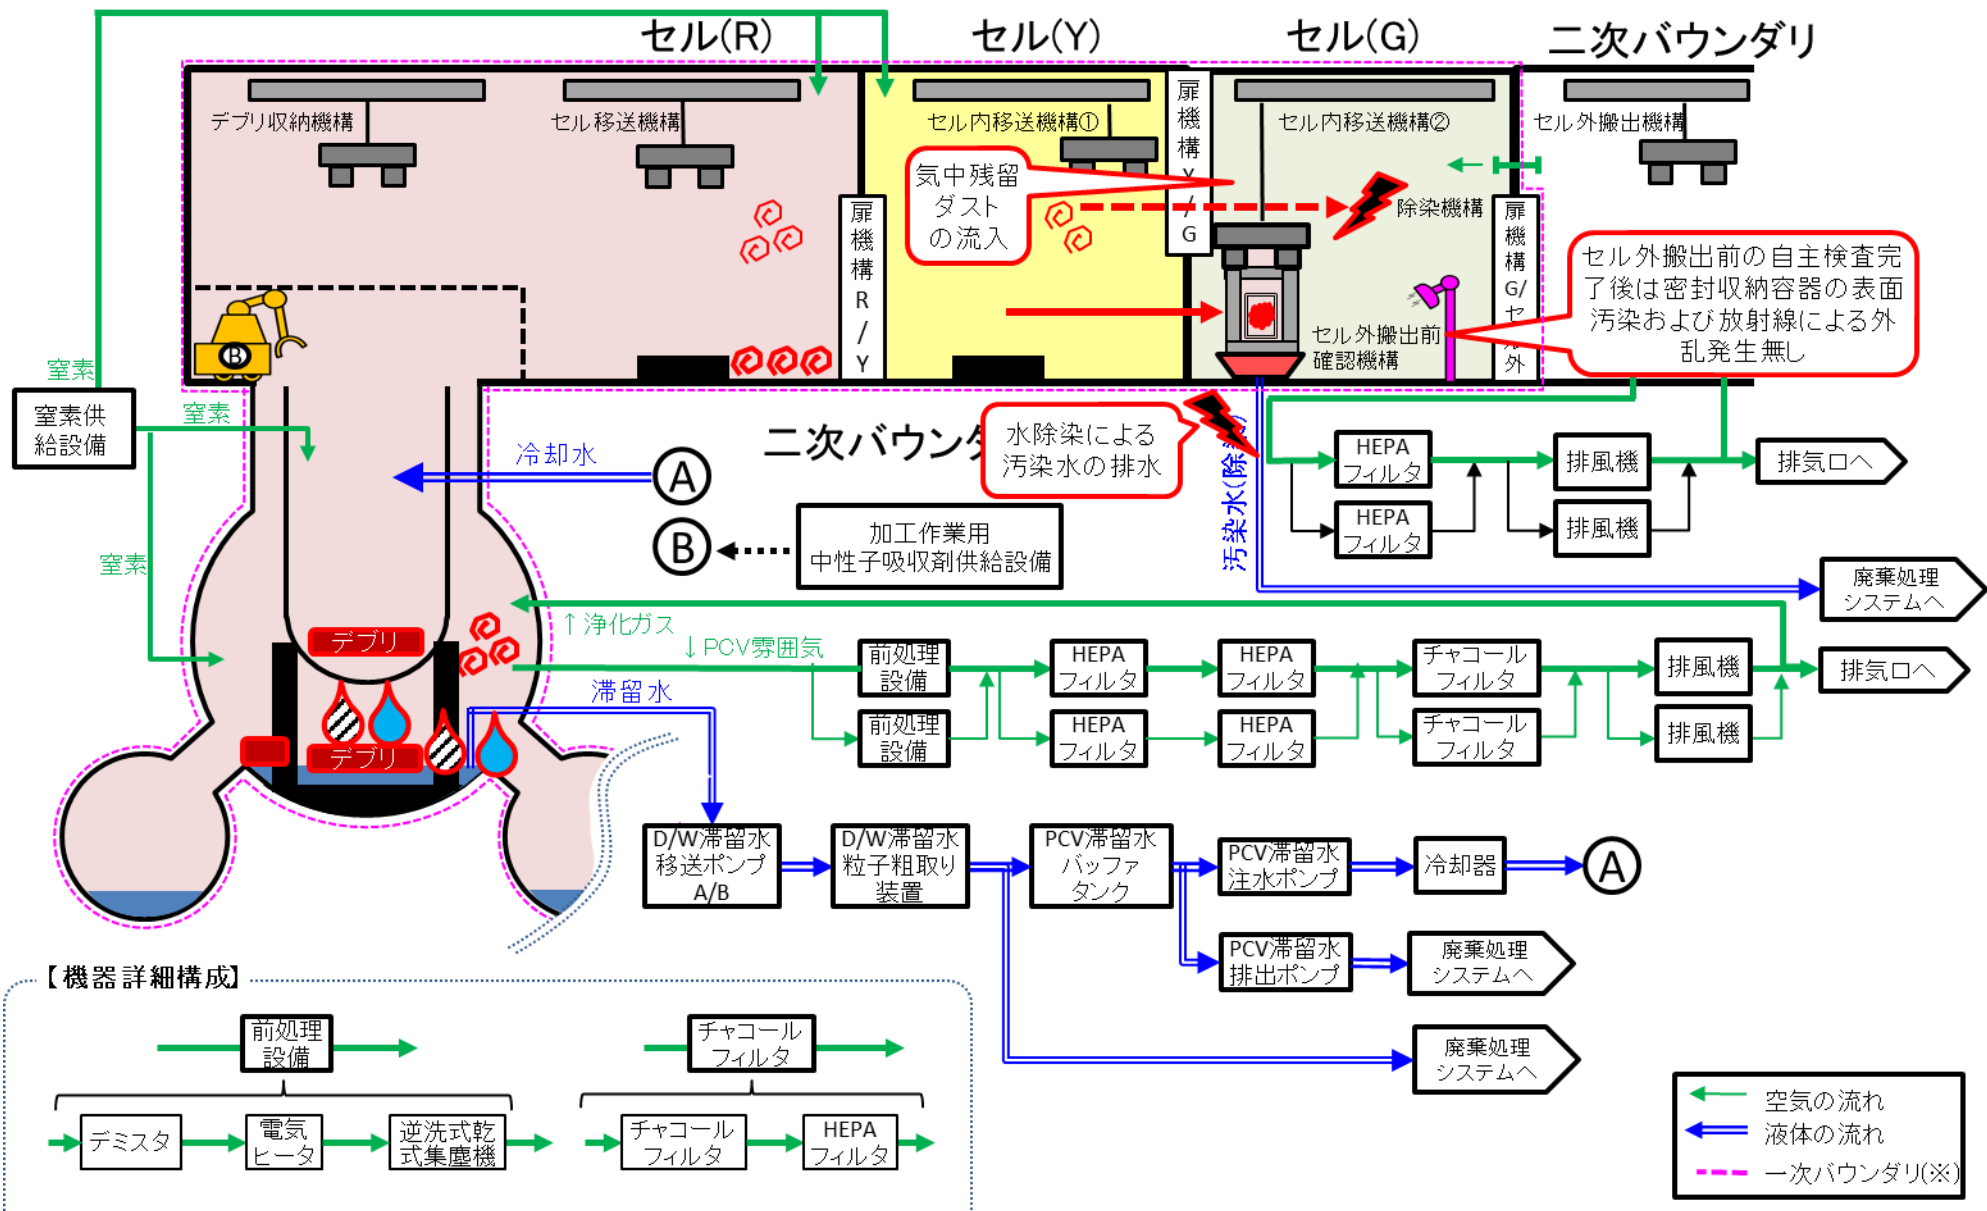 セル(R)
セル(Y)
セル(G)
二次バウンダリ
デブリ収納機構
セル移送機構
セル内移送機構①
扉機構
Y/G
セル内移送機構②
セル外搬出機構
気中残留
ダスト
の流入
除染機構
扉機構R/Y
扉機構G/セル外
セル外搬出前の自主検査完
了後は密封収納容器の表面
汚染および放射線による外
乱発生無し
セル外搬出前
確認機構
B
窒素
窒素供
給設備
窒素
窒素
冷却水
A
B
二次バウンダ
水除染による
汚染水の排水
汚染水(除染)
加工作業用
中性子吸収剤供給設備
HEPA
フィルタ
排風機
排気口へ
HEPA
フィルタ
排風機
廃棄処理
システムへ
↑浄化ガス
↓PCV雰囲気
滞留水
デブリ
デブリ
前処理
設備
HEPA
フィルタ
HEPA
フィルタ
チャコール
フィルタ
排風機
排気口へ
前処理
設備
HEPA
フィルタ
HEPA
フィルタ
チャコール
フィルタ
排風機
D/W滞留水
移送ポンプ
A/B
D/W滞留水
粒子粗取り
装置
PCV滞留水
バッファ
タンク
PCV滞留水
注水ポンプ
冷却器
A
PCV滞留水
排出ポンプ
廃棄処理
システムへ
廃棄処理
システムへ
【機器詳細構成】
前処理
設備
チャコール
フィルタ
デミスタ
電気
ヒータ
逆洗式乾
式集塵機
チャコール
フィルタ
HEPA
フィルタ
空気の流れ
液体の流れ
一次バウンダリ(※)